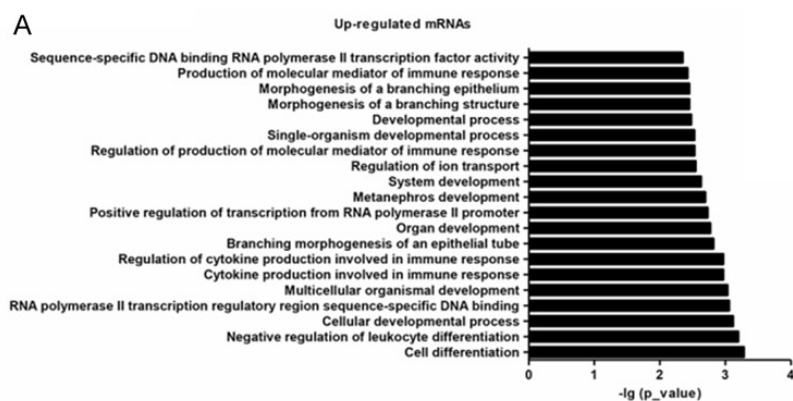 A
Up-regulated mRNAs
Sequence-specific DNA binding RNA polymerase II transcription factor activity
Production of molecular mediator of immune response
Morphogenesis of a branching epithelium
Morphogenesis of a branching structure
Developmental process
Single-organism developmental process
Regulation of production of molecular mediator of immune response
Regulation of ion transport
System development
Metanephros development
Positive regulation of transcription from RNA polymerase II promoter
Organ development
Branching morphogenesis of an epithelial tube
Regulation of cytokine production involved in immune response
Cytokine production involved in immune response
Multicellular organismal development
RNA polymerase II transcription regulatory region sequence-specific DNA binding
Cellular developmental process
Negative regulation of leukocyte differentiation
Cell differentiation
0 1 2 3 4
-lg (p_value)